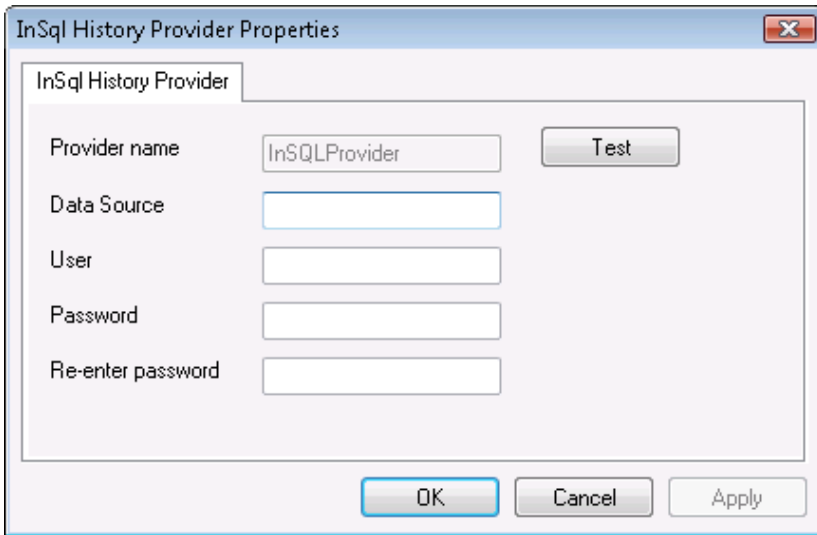 InSql History Provider Properties
InSql History Provider
Provider name InSQLProvider Test
Data Source
User
Password
Re-enter password
OK Cancel Apply